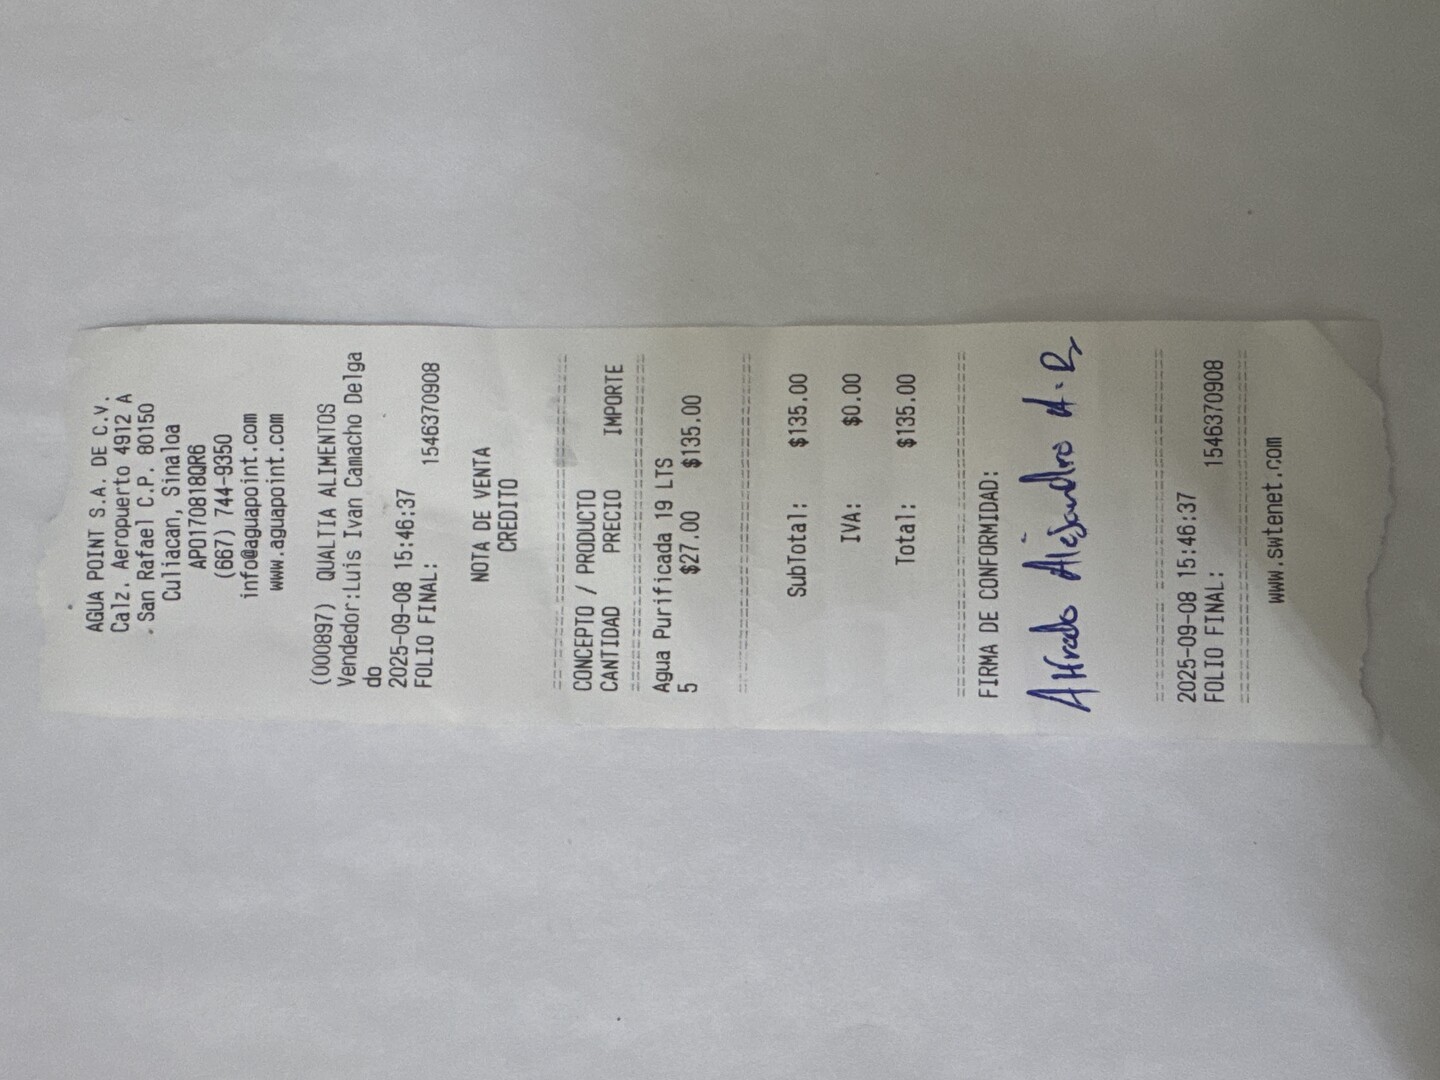 AGUA POINT S.A. DE C.V.
Calz. Aeropuerto 4912 A
San Rafael C.P. 80150
Culiacan, Sinaloa
APO170818QR6
(667) 744-9350
info@aguapoint.com
www.aguapoint.com
(000897) QUALTIA ALIMENTOS
Vendedor:Luis Ivan Camacho Delga
do
2025-09-08 15:46:37
FOLIO FINAL: 1546370908
NOTA DE VENTA
CREDITO
================================
CONCEPTO / PRODUCTO
CANTIDAD PRECIO IMPORTE
================================
Agua Purificada 19 LTS
5 $27.00 $135.00
================================
SubTotal: $135.00
IVA: $0.00
Total: $135.00
================================
FIRMA DE CONFORMIDAD:
Alfredo Alejandro A.R
================================
2025-09-08 15:46:37
FOLIO FINAL: 1546370908
================================
www.swtenet.com